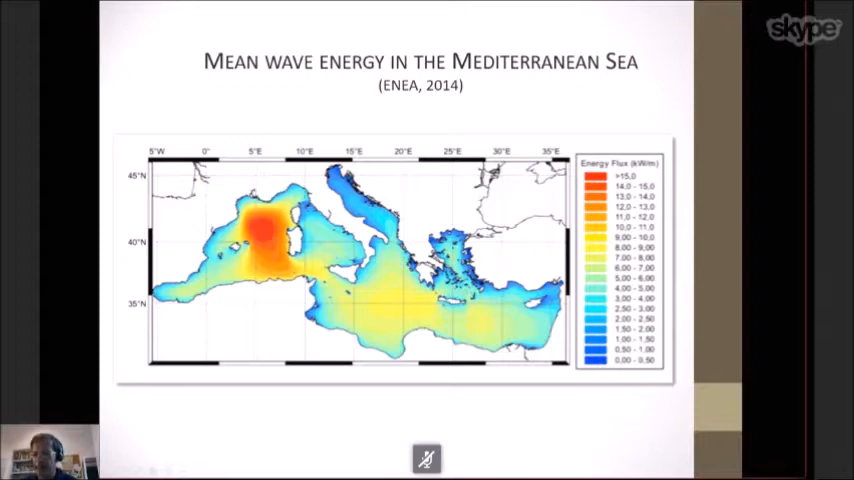 skype
MEAN WAVE ENERGY IN THE MEDITERRANEAN SEA
(ENEA, 2014)
5°W 0° 5°E 10°E 15°E 20°E 25°E 30°E 35°E
45°N
40°N
35°N
Energy Flux (kW/m)
>15,0
14,0 - 15,0
13,0 - 14,0
12,0 - 13,0
11,0 - 12,0
10,0 - 11,0
9,00 - 10,0
8,00 - 9,00
7,00 - 8,00
6,00 - 7,00
5,00 - 6,00
4,00 - 5,00
3,00 - 4,00
2,50 - 3,00
2,00 - 2,50
1,50 - 2,00
1,00 - 1,50
0,50 - 1,00
0,00 - 0,50